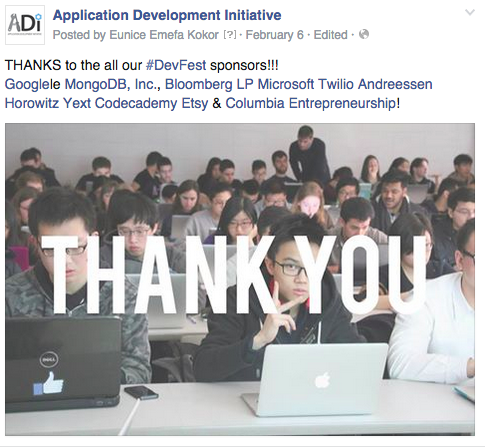 ADi
Application Development Initiative
Posted by Eunice Emefa Kokor [?] · February 6 · Edited ·
THANKS to the all our #DevFest sponsors!!!
Googlele MongoDB, Inc., Bloomberg LP Microsoft Twilio Andreessen
Horowitz Yext Codecademy Etsy & Columbia Entrepreneurship!
THANK YOU
DELL